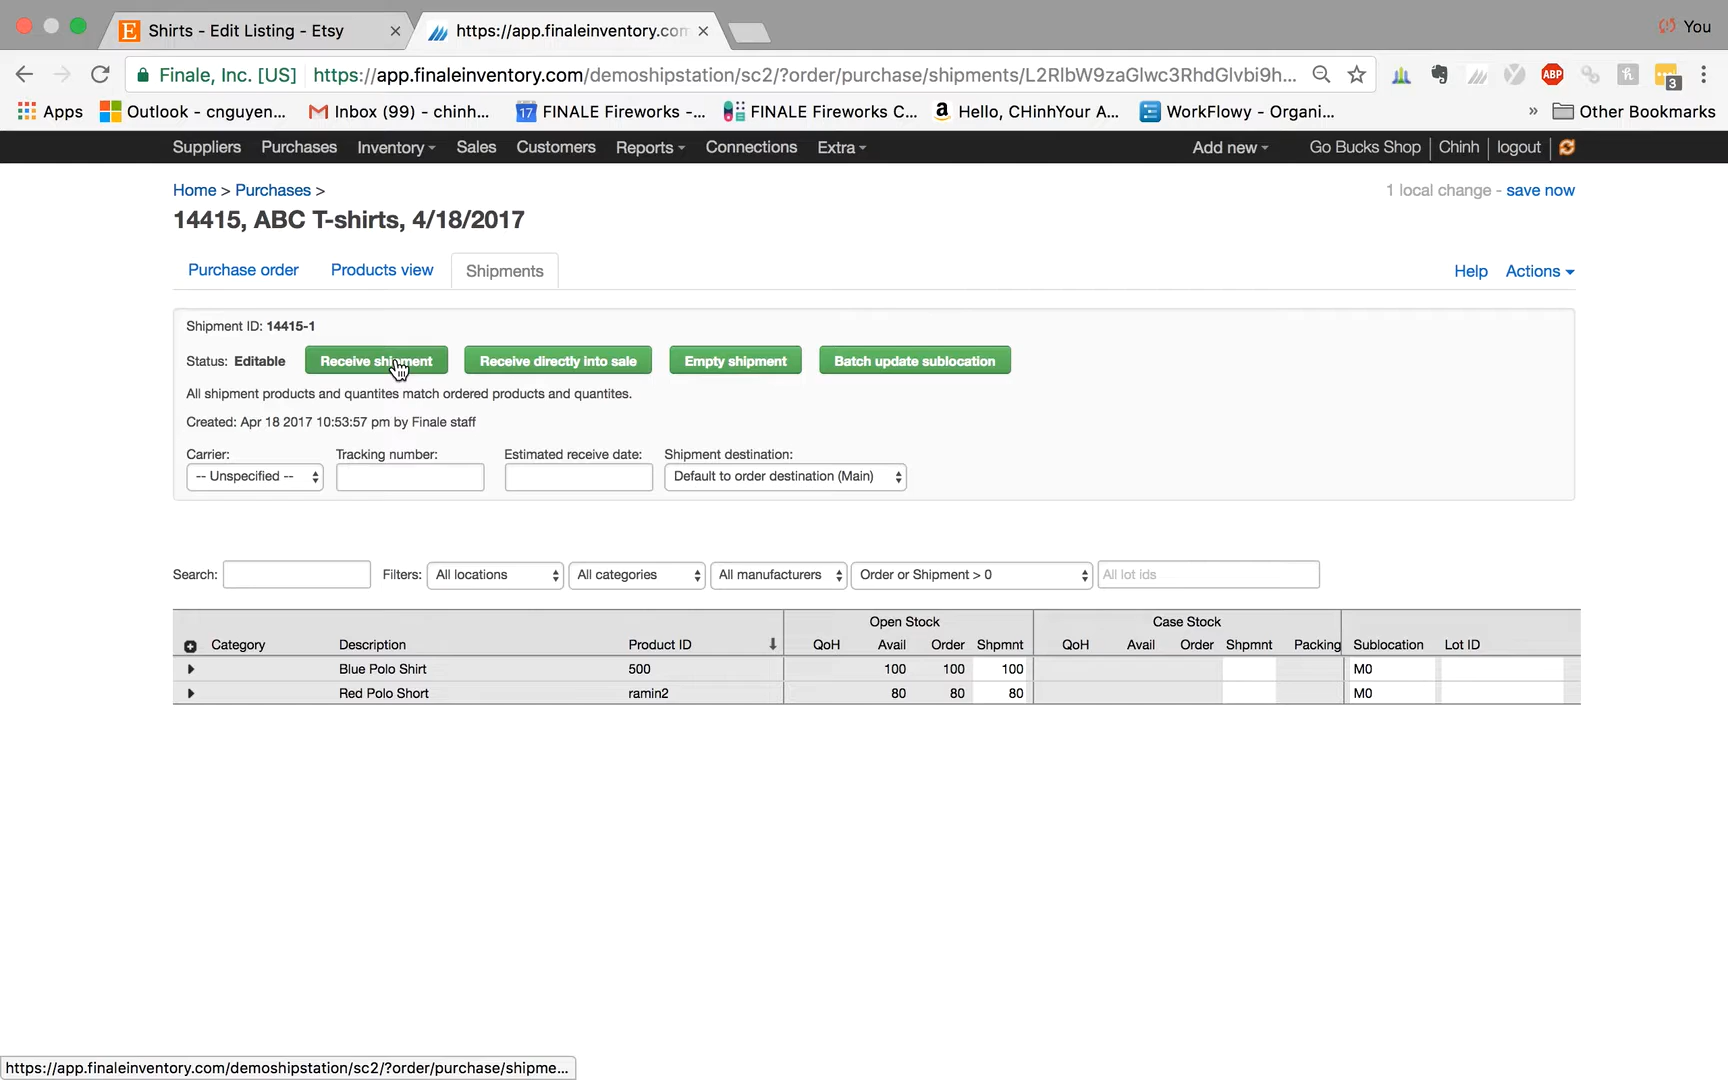 Shirts - Edit Listing - Etsy
https://app.finaleinventory.com
You
Finale, Inc. [US] https://app.finaleinventory.com/demoshipstation/sc2/?order/purchase/shipments/L2RlbW9zaGlwc3RhdGlvbi9h...
ABP
3
Apps Outlook - cnguyen... Inbox (99) - chinh... 17 FINALE Fireworks -... FINALE Fireworks C... a Hello, CHinhYour A... WorkFlowy - Organi... » Other Bookmarks
Suppliers Purchases Inventory Sales Customers Reports Connections Extra Add new Go Bucks Shop Chinh logout
Home > Purchases >
1 local change - save now
14415, ABC T-shirts, 4/18/2017
Purchase order Products view Shipments Help Actions
Shipment ID: 14415-1
Status: Editable Receive shipment Receive directly into sale Empty shipment Batch update sublocation
All shipment products and quantites match ordered products and quantites.
Created: Apr 18 2017 10:53:57 pm by Finale staff
Carrier: Tracking number: Estimated receive date: Shipment destination:
-- Unspecified -- Default to order destination (Main)
Search: Filters: All locations All categories All manufacturers Order or Shipment > 0 All lot ids
Open Stock Case Stock
Category Description Product ID QoH Avail Order Shpmnt QoH Avail Order Shpmnt Packing Sublocation Lot ID
Blue Polo Shirt 500 100 100 100 M0
Red Polo Short ramin2 80 80 80 M0
https://app.finaleinventory.com/demoshipstation/sc2/?order/purchase/shipme...